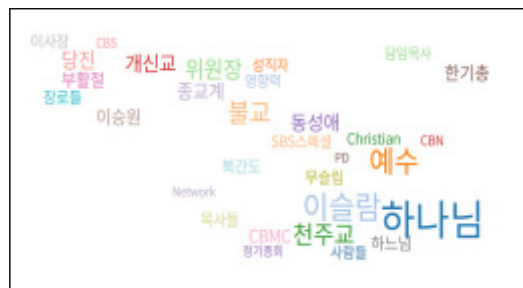 이사장 CBS
담임목사
당진 개신교 위원장 성직자
한기총
부활절 종교계 영향력
장로들
이승원 불교 동성애
SBS스페셜 Christian CBN
북간도 PD 예수
무슬림
Network 이슬람 하나님
목사들
CBMC 천주교 하느님
정기총회 사람들